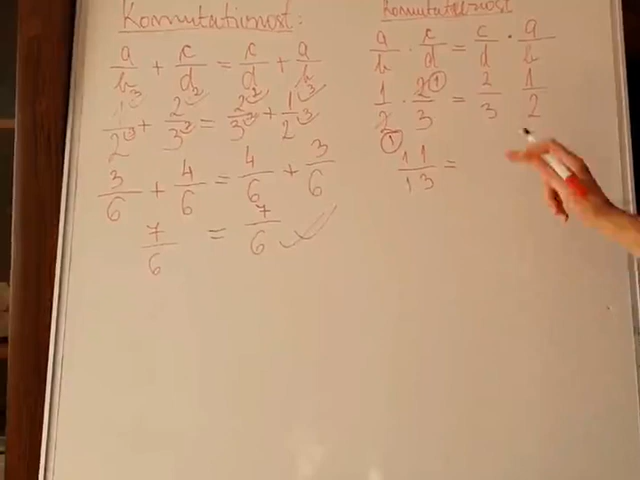 Komutativnost:
a/b + c/d = c/d + a/b
1/2 + 2/3 = 2/3 + 1/2
3/6 + 4/6 = 4/6 + 3/6
7/6 = 7/6 ✓
Komutativnost
a/b · c/d = c/d · a/b
1/2 · 2/3 = 2/3 1/2
1 1/1 3 =